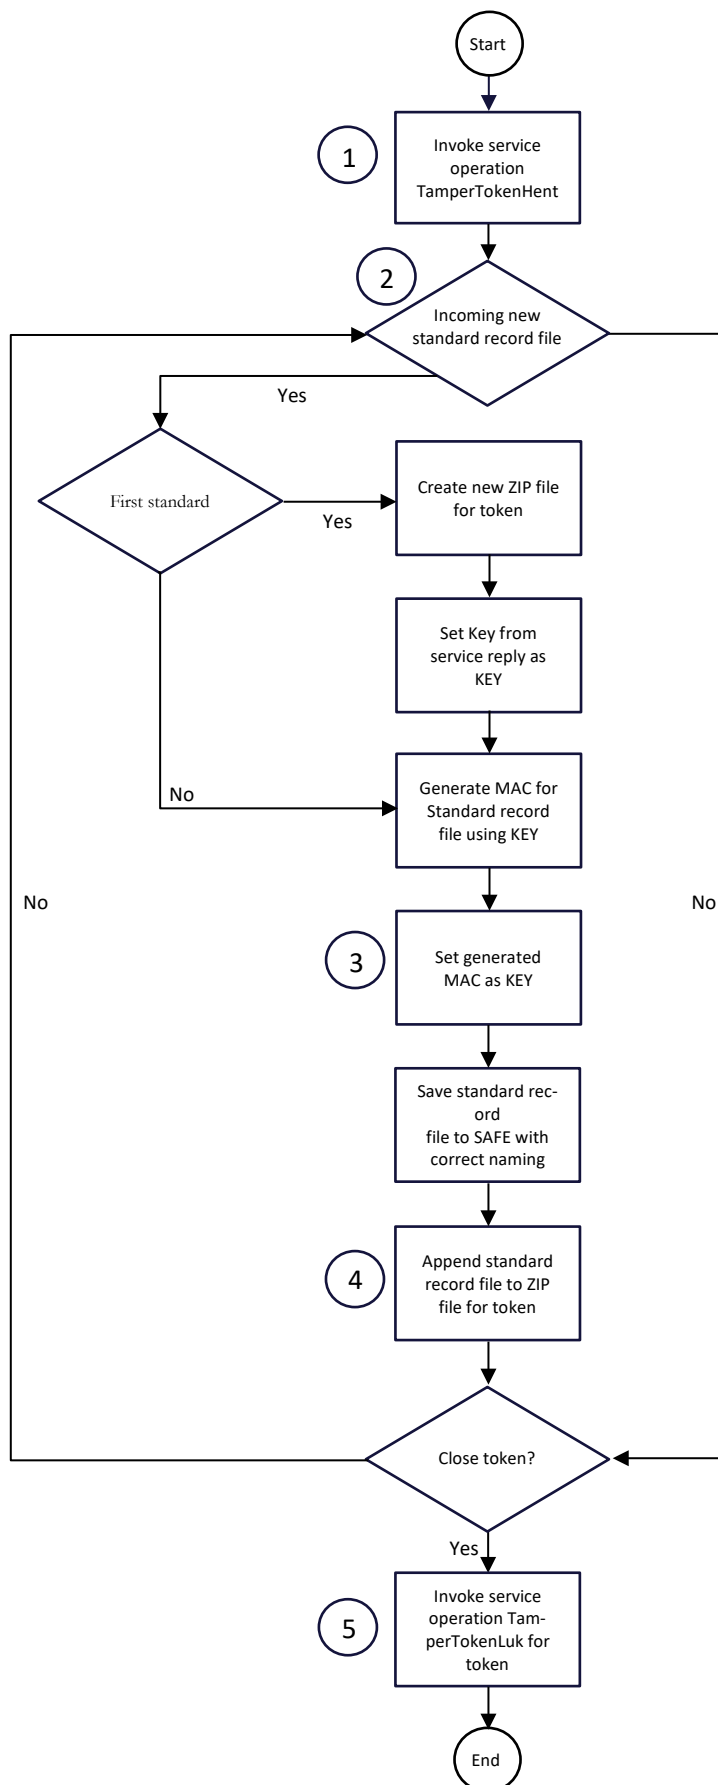 Start
1
Invoke service
operation
TamperTokenHent
2
Incoming new
standard record file
Yes
First standard
Yes
Create new ZIP file
for token
Set Key from
service reply as
KEY
No
Generate MAC for
Standard record
file using KEY
No
No
3
Set generated
MAC as KEY
Save standard rec-
ord
file to SAFE with
correct naming
4
Append standard
record file to ZIP
file for token
Close token?
Yes
5
Invoke service
operation Tam-
perTokenLuk for
token
End